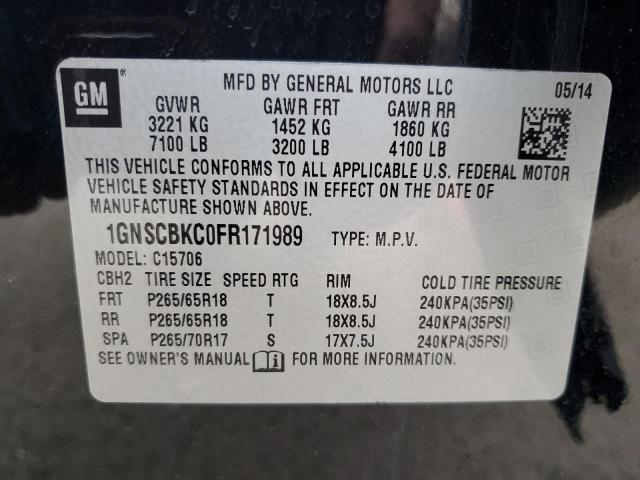 GM ®
MFD BY GENERAL MOTORS LLC
05/14
GVWR GAWR FRT GAWR RR
3221 KG 1452 KG 1860 KG
7100 LB 3200 LB 4100 LB
THIS VEHICLE CONFORMS TO ALL APPLICABLE U.S. FEDERAL MOTOR
VEHICLE SAFETY STANDARDS IN EFFECT ON THE DATE OF
MANUFACTURE SHOWN ABOVE.
1GNSCBKC0FR171989 TYPE: M.P.V.
MODEL: C15706
CBH2 TIRE SIZE SPEED RTG RIM COLD TIRE PRESSURE
FRT P265/65R18 T 18X8.5J 240KPA(35PSI)
RR P265/65R18 T 18X8.5J 240KPA(35PSI)
SPA P265/70R17 S 17X7.5J 240KPA(35PSI)
SEE OWNER'S MANUAL FOR MORE INFORMATION.